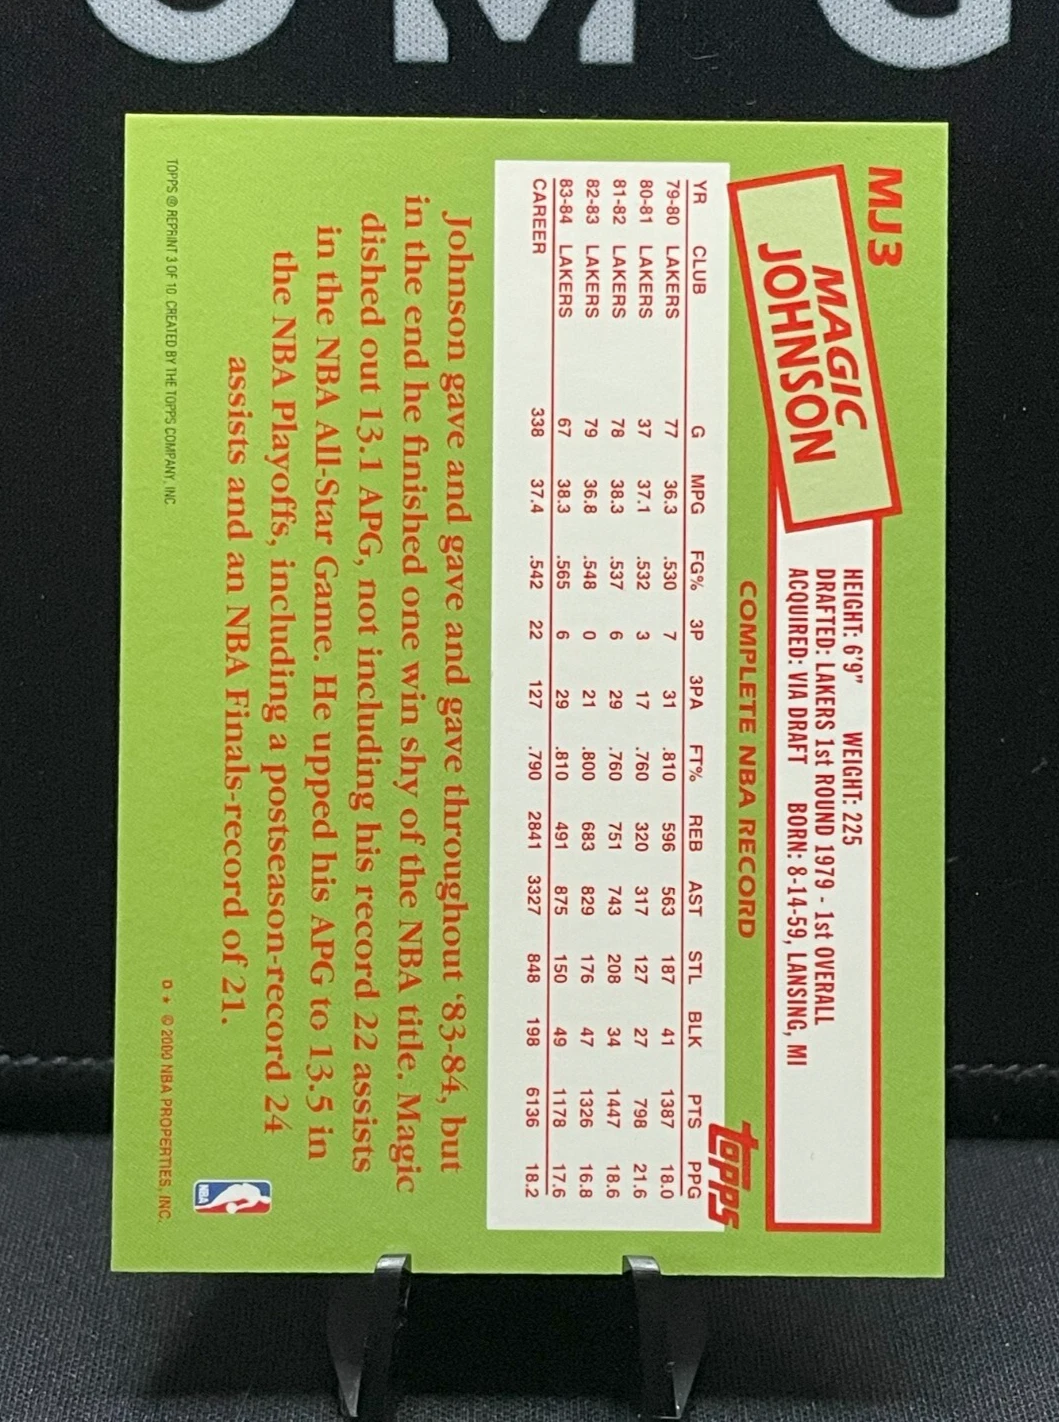 MJ3
MAGIC
JOHNSON
HEIGHT: 6'9" WEIGHT: 225
DRAFTED: LAKERS 1st ROUND 1979 - 1st OVERALL
ACQUIRED: VIA DRAFT BORN: 8-14-59, LANSING, MI
COMPLETE NBA RECORD
topps
YR CLUB G MPG FG% 3P 3PA FT% REB AST STL BLK PTS PPG
79-80 LAKERS 77 36.3 .530 7 31 .810 596 563 187 41 1387 18.0
80-81 LAKERS 37 37.1 .532 3 17 .760 320 317 127 27 798 21.6
81-82 LAKERS 78 38.3 .537 6 29 .760 751 743 208 34 1447 18.6
82-83 LAKERS 79 36.8 .548 0 21 .800 683 829 176 47 1326 16.8
83-84 LAKERS 67 38.3 .565 6 29 .810 491 875 150 49 1178 17.6
CAREER 338 37.4 .542 22 127 .790 2841 3327 848 198 6136 18.2
Johnson gave and gave and gave throughout '83-84, but
in the end he finished one win shy of the NBA title. Magic
dished out 13.1 APG, not including his record 22 assists
in the NBA All-Star Game. He upped his APG to 13.5 in
the NBA Playoffs, including a postseason-record 24
assists and an NBA Finals-record of 21.
NBA
TOPPS ® REPRINT 3 OF 10 CREATED BY THE TOPPS COMPANY, INC
D ★ © 2000 NBA PROPERTIES, INC.